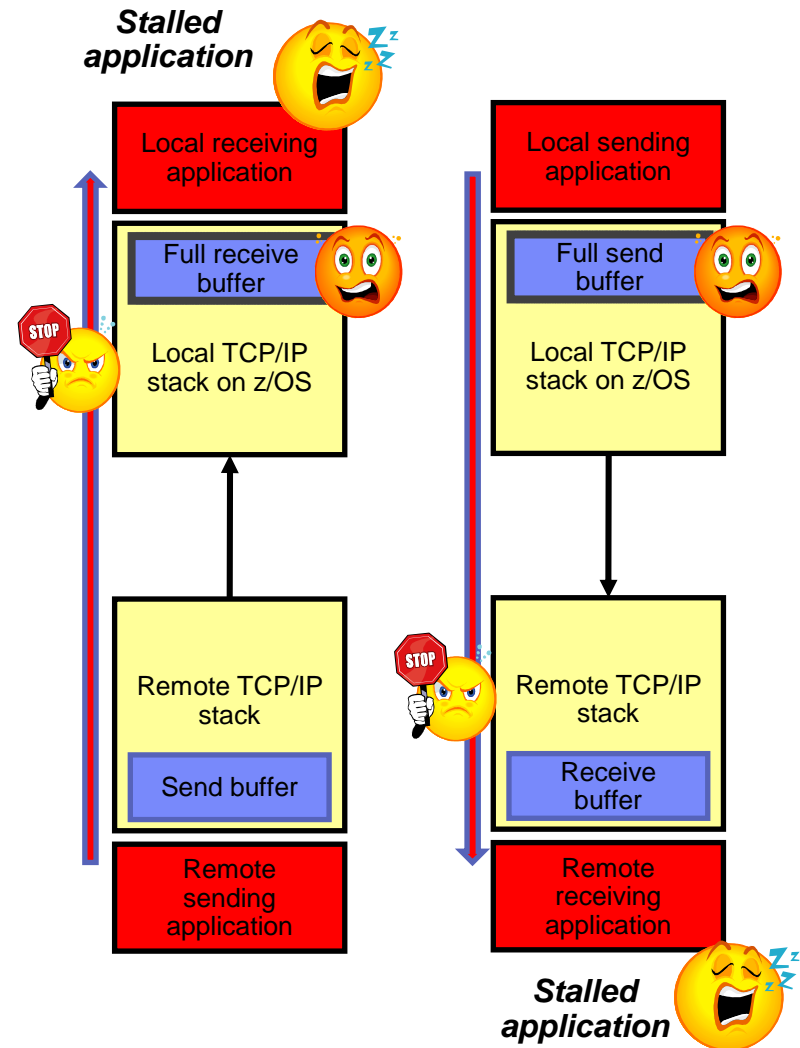 Stalled
application
Z z
z Z
Local receiving
application
Full receive
buffer
STOP
Local TCP/IP
stack on z/OS
Remote TCP/IP
stack
Send buffer
Remote
sending
application
Local sending
application
Full send
buffer
Local TCP/IP
stack on z/OS
STOP
Remote TCP/IP
stack
Receive
buffer
Remote
receiving
application
Z z
z Z
Stalled
application